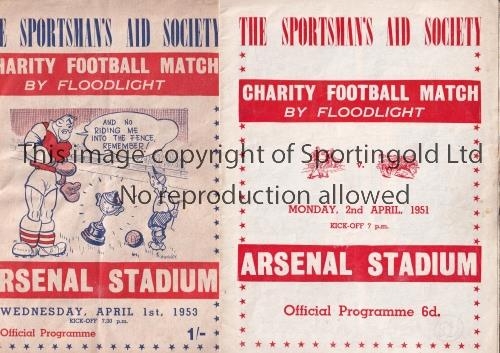 THE SPORTSMAN'S AID SOCIETY
CHARITY FOOTBALL MATCH
BY FLOODLIGHT
AND NO
RIDING ME
INTO THE FENCE,
REMEMBER!
ARSENAL STADIUM
WEDNESDAY, APRIL 1st, 1953
KICK-OFF 7.30 p.m.
Official Programme 1/-
THE SPORTSMAN'S AID SOCIETY
CHARITY FOOTBALL MATCH
BY FLOODLIGHT
v.
MONDAY, 2nd APRIL, 1951
KICK-OFF 7 p.m.
ARSENAL STADIUM
Official Programme 6d.
This image copyright of Sportingold Ltd
No reproduction allowed